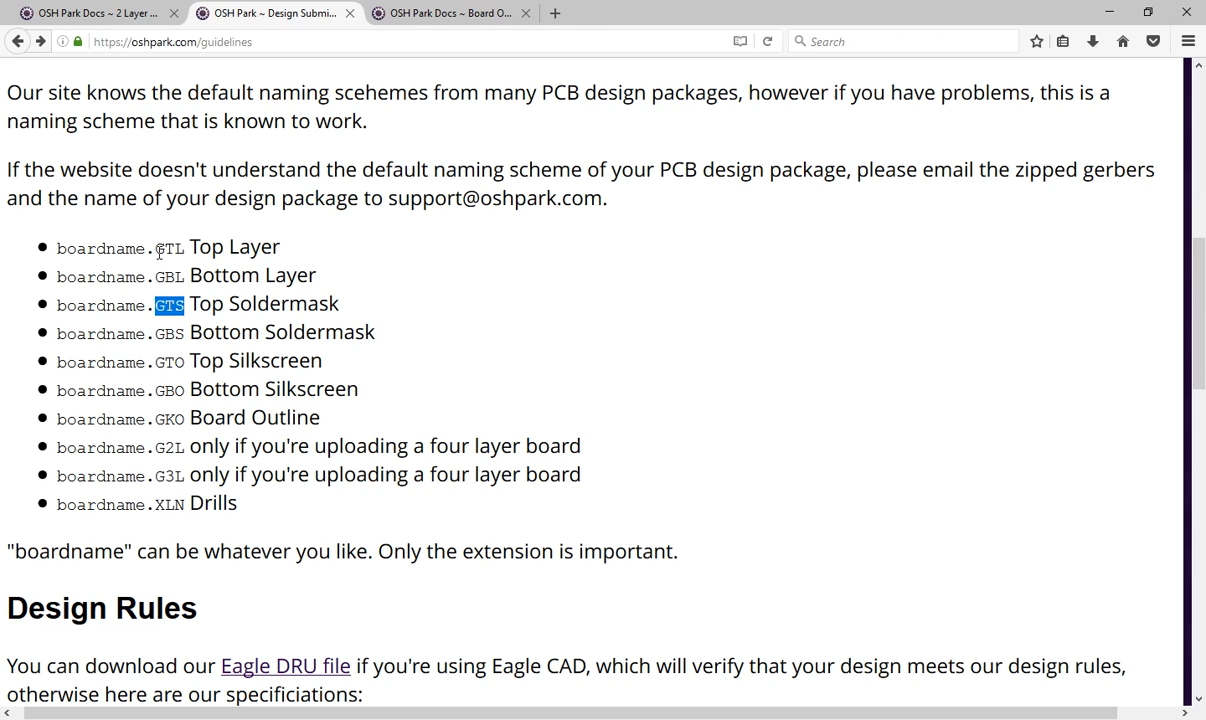 OSH Park Docs ~ 2 Layer ...
OSH Park ~ Design Submi...
OSH Park Docs ~ Board O...
https://oshpark.com/guidelines
Search
Our site knows the default naming scehemes from many PCB design packages, however if you have problems, this is a
naming scheme that is known to work.
If the website doesn't understand the default naming scheme of your PCB design package, please email the zipped gerbers
and the name of your design package to support@oshpark.com.
boardname.GTL Top Layer
boardname.GBL Bottom Layer
boardname.GTS Top Soldermask
boardname.GBS Bottom Soldermask
boardname.GTO Top Silkscreen
boardname.GBO Bottom Silkscreen
boardname.GKO Board Outline
boardname.G2L only if you're uploading a four layer board
boardname.G3L only if you're uploading a four layer board
boardname.XLN Drills
"boardname" can be whatever you like. Only the extension is important.
Design Rules
You can download our Eagle DRU file if you're using Eagle CAD, which will verify that your design meets our design rules,
otherwise here are our specificiations: